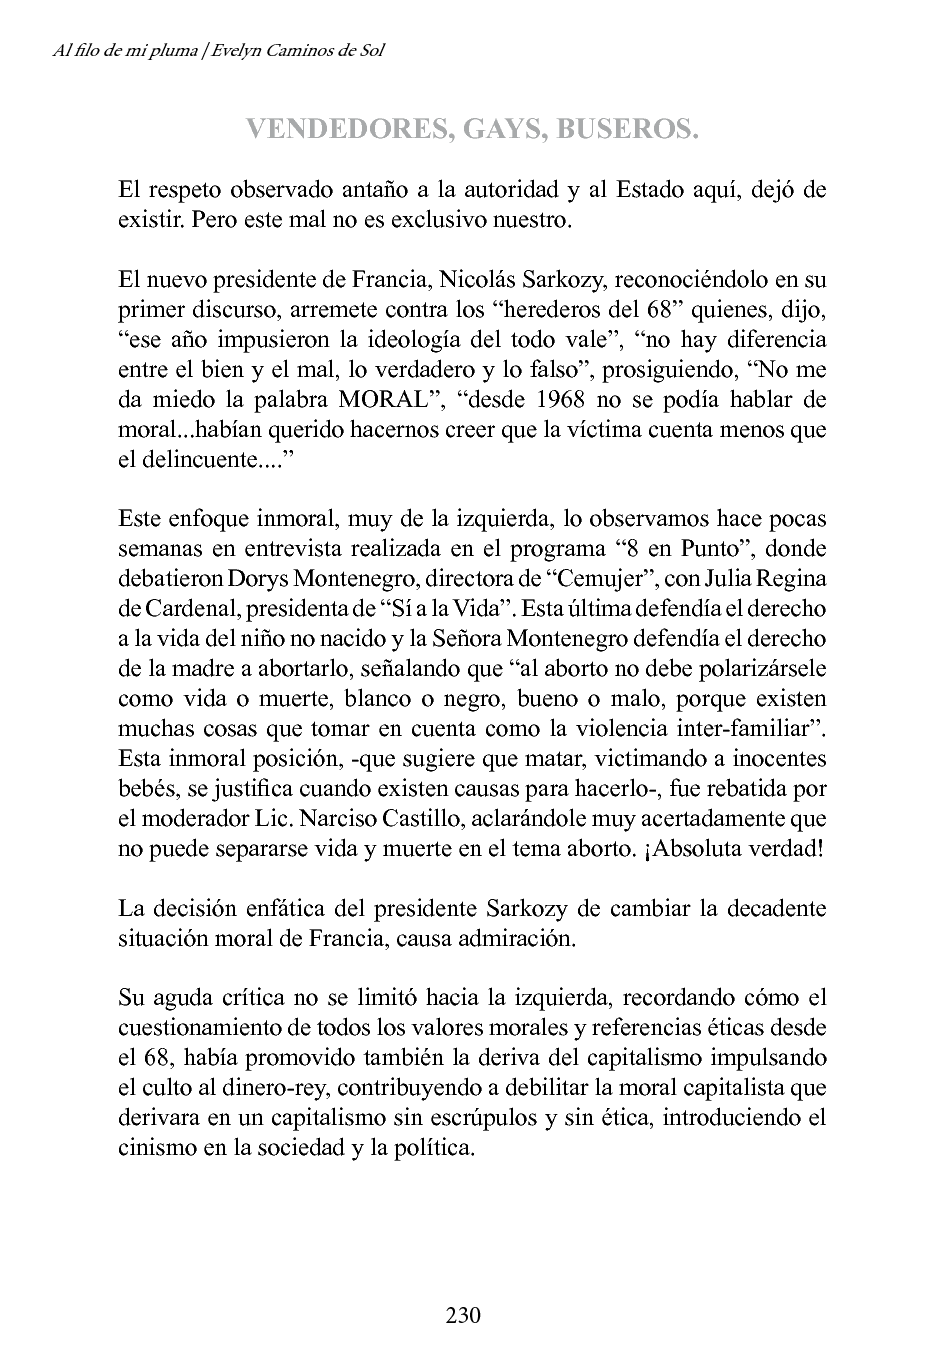 Al filo de mi pluma | Evelyn Caminos de Sol
VENDEDORES, GAYS, BUSEROS.
El respeto observado antaño a la autoridad y al Estado aquí, dejó de
existir. Pero este mal no es exclusivo nuestro.
El nuevo presidente de Francia, Nicolás Sarkozy, reconociéndolo en su
primer discurso, arremete contra los “herederos del 68” quienes, dijo,
“ese año impusieron la ideología del todo vale”, “no hay diferencia
entre el bien y el mal, lo verdadero y lo falso”, prosiguiendo, “No me
da miedo la palabra MORAL”, “desde 1968 no se podía hablar de
moral...habían querido hacernos creer que la víctima cuenta menos que
el delincuente....”
Este enfoque inmoral, muy de la izquierda, lo observamos hace pocas
semanas en entrevista realizada en el programa “8 en Punto”, donde
debatieron Dorys Montenegro, directora de “Cemujer”, con Julia Regina
de Cardenal, presidenta de “Sí a la Vida”. Esta última defendía el derecho
a la vida del niño no nacido y la Señora Montenegro defendía el derecho
de la madre a abortarlo, señalando que “al aborto no debe polarizársele
como vida o muerte, blanco o negro, bueno o malo, porque existen
muchas cosas que tomar en cuenta como la violencia inter-familiar”.
Esta inmoral posición, -que sugiere que matar, victimando a inocentes
bebés, se justifica cuando existen causas para hacerlo-, fue rebatida por
el moderador Lic. Narciso Castillo, aclarándole muy acertadamente que
no puede separarse vida y muerte en el tema aborto. ¡Absoluta verdad!
La decisión enfática del presidente Sarkozy de cambiar la decadente
situación moral de Francia, causa admiración.
Su aguda crítica no se limitó hacia la izquierda, recordando cómo el
cuestionamiento de todos los valores morales y referencias éticas desde
el 68, había promovido también la deriva del capitalismo impulsando
el culto al dinero-rey, contribuyendo a debilitar la moral capitalista que
derivara en un capitalismo sin escrúpulos y sin ética, introduciendo el
cinismo en la sociedad y la política.
230